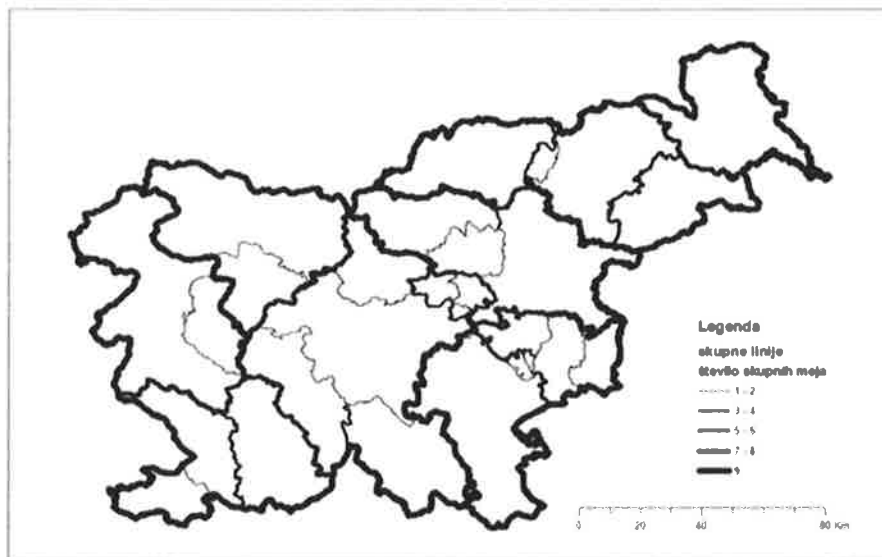 Legenda
skupne linije
število skupnih meja
1 - 2
3 - 4
5 - 6
7 - 8
9
0 20 40 60 80 Km